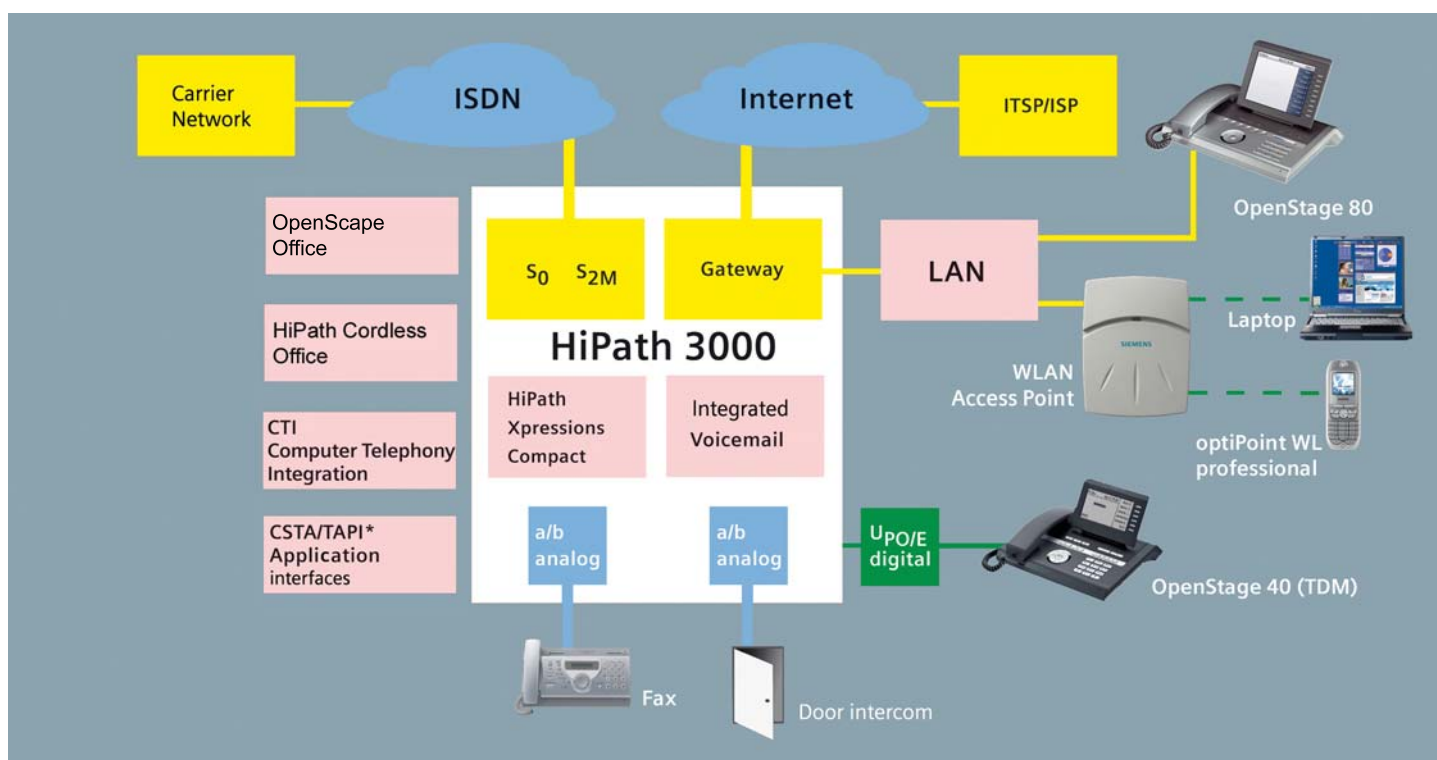 Carrier
Network
ISDN
Internet
ITSP/ISP
OpenStage 80
OpenScape
Office
S0 S2M
Gateway
LAN
HiPath 3000
HiPath Cordless
Office
SIEMENS
Laptop
WLAN
Access Point
HiPath
Xpressions
Compact
Integrated
Voicemail
optiPoint WL
professional
CTI
Computer Telephony
Integration
CSTA/TAPI*
Application
interfaces
a/b
analog
a/b
analog
UPO/E
digital
OpenStage 40 (TDM)
Fax
Door intercom